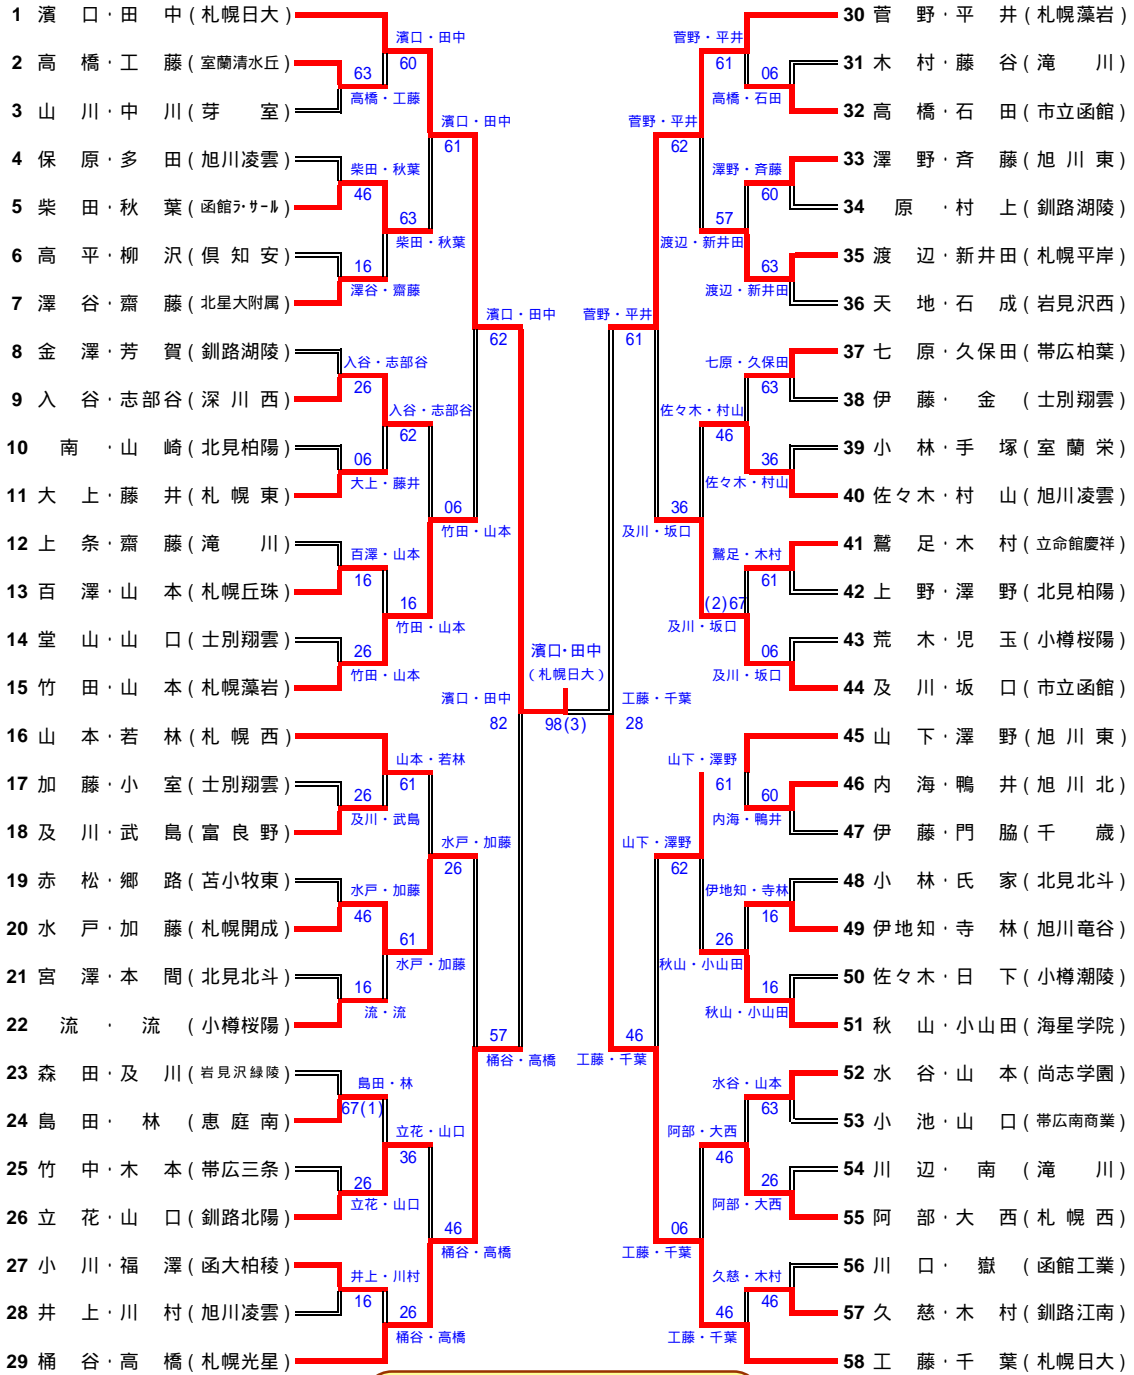 1 濱口・田中(札幌日大)
2 高橋・工藤(室蘭清水丘)
3 山川・中川(芽室)
4 保原・多田(旭川凌雲)
5 柴田・秋葉(函館ラ・サール)
6 高平・柳沢(倶知安)
7 澤谷・齋藤(北星大附属)
8 金澤・芳賀(釧路湖陵)
9 入谷・志部谷(深川西)
10 南・山崎(北見柏陽)
11 大上・藤井(札幌東)
12 上条・齋藤(滝川)
13 百澤・山本(札幌丘珠)
14 堂山・山口(士別翔雲)
15 竹田・山本(札幌藻岩)
16 山本・若林(札幌西)
17 加藤・小室(士別翔雲)
18 及川・武島(富良野)
19 赤松・郷路(苫小牧東)
20 水戸・加藤(札幌開成)
21 宮澤・本間(北見北斗)
22 流・流(小樽桜陽)
23 森田・及川(岩見沢緑陵)
24 島田・林(恵庭南)
25 竹中・木本(帯広三条)
26 立花・山口(釧路北陽)
27 小川・福澤(函大柏稜)
28 井上・川村(旭川凌雲)
29 桶谷・高橋(札幌光星)
63
高橋・工藤
柴田・秋葉
46
16
澤谷・齋藤
入谷・志部谷
26
06
大上・藤井
百澤・山本
16
26
竹田・山本
26
及川・武島
水戸・加藤
46
16
流・流
島田・林
67(1)
26
立花・山口
井上・川村
16
濱口・田中
60
63
柴田・秋葉
入谷・志部谷
62
16
竹田・山本
山本・若林
61
61
水戸・加藤
立花・山口
36
26
桶谷・高橋
濱口・田中
61
06
竹田・山本
水戸・加藤
26
46
桶谷・高橋
濱口・田中
62
57
桶谷・高橋
濱口・田中
82
濱口・田中
(札幌日大)
98(3)
工藤・千葉
28
菅野・平井
61
46
工藤・千葉
菅野・平井
62
36
及川・坂口
山下・澤野
62
06
工藤・千葉
菅野・平井
61
57
渡辺・新井田
佐々木・村山
46
(2)67
及川・坂口
山下・澤野
61
26
秋山・小山田
阿部・大西
46
46
工藤・千葉
06
高橋・石田
澤野・斉藤
60
63
渡辺・新井田
七原・久保田
63
36
佐々木・村山
鷲足・木村
61
06
及川・坂口
60
内海・鴨井
伊地知・寺林
16
16
秋山・小山田
水谷・山本
63
26
阿部・大西
久慈・木村
46
30 菅野・平井(札幌藻岩)
31 木村・藤谷(滝川)
32 高橋・石田(市立函館)
33 澤野・斉藤(旭川東)
34 原・村上(釧路湖陵)
35 渡辺・新井田(札幌平岸)
36 天地・石成(岩見沢西)
37 七原・久保田(帯広柏葉)
38 伊藤・金(士別翔雲)
39 小林・手塚(室蘭栄)
40 佐々木・村山(旭川凌雲)
41 鷲足・木村(立命館慶祥)
42 上野・澤野(北見柏陽)
43 荒木・児玉(小樽桜陽)
44 及川・坂口(市立函館)
45 山下・澤野(旭川東)
46 内海・鴨井(旭川北)
47 伊藤・門脇(千歳)
48 小林・氏家(北見北斗)
49 伊地知・寺林(旭川竜谷)
50 佐々木・日下(小樽潮陵)
51 秋山・小山田(海星学院)
52 水谷・山本(尚志学園)
53 小池・山口(帯広南商業)
54 川辺・南(滝川)
55 阿部・大西(札幌西)
56 川口・嶽(函館工業)
57 久慈・木村(釧路江南)
58 工藤・千葉(札幌日大)